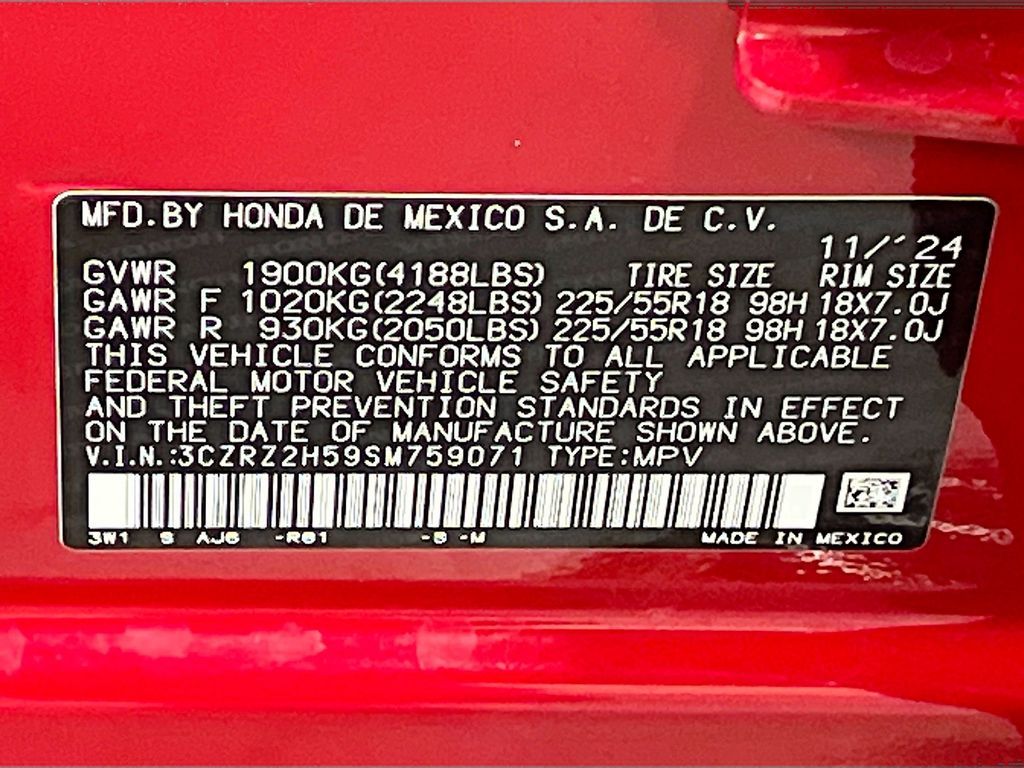 MFD.BY HONDA DE MEXICO S.A. DE C.V.
11/´24
GVWR 1900KG(4188LBS) TIRE SIZE RIM SIZE
GAWR F 1020KG(2248LBS) 225/55R18 98H 18X7.0J
GAWR R 930KG(2050LBS) 225/55R18 98H 18X7.0J
THIS VEHICLE CONFORMS TO ALL APPLICABLE
FEDERAL MOTOR VEHICLE SAFETY
AND THEFT PREVENTION STANDARDS IN EFFECT
ON THE DATE OF MANUFACTURE SHOWN ABOVE.
V.I.N.:3CZRZ2H59SM759071 TYPE:MPV
3W1 S -M MADE IN MEXICO